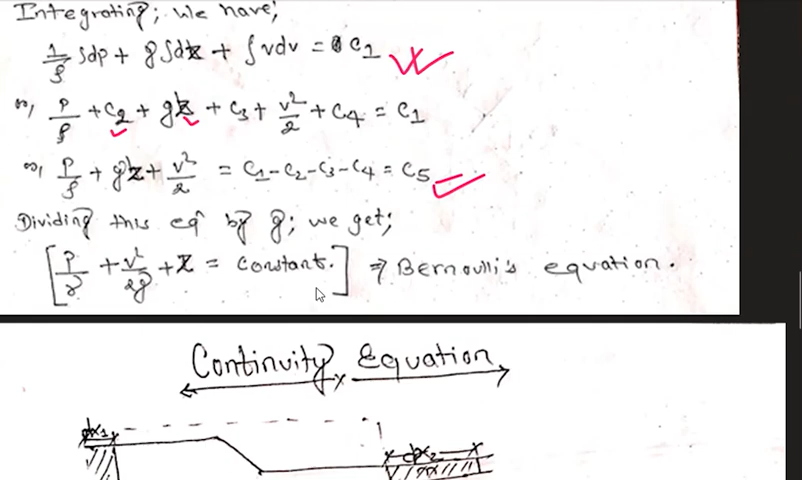 Integrating; we have;
1/ρ ∫dp + g∫dz + ∫vdv = C1
or, P/ρ + C2 + gz + C3 + v²/2 + C4 = C1
or, P/ρ + gz + v²/2 = C1-C2-C3-C4 = C5
Dividing this eqn by g; we get;
[P/γ + v²/2g + Z = constant.] ⇒ Bernoulli's equation.
Continuity Equation
x
dx1 x
x dx2 x